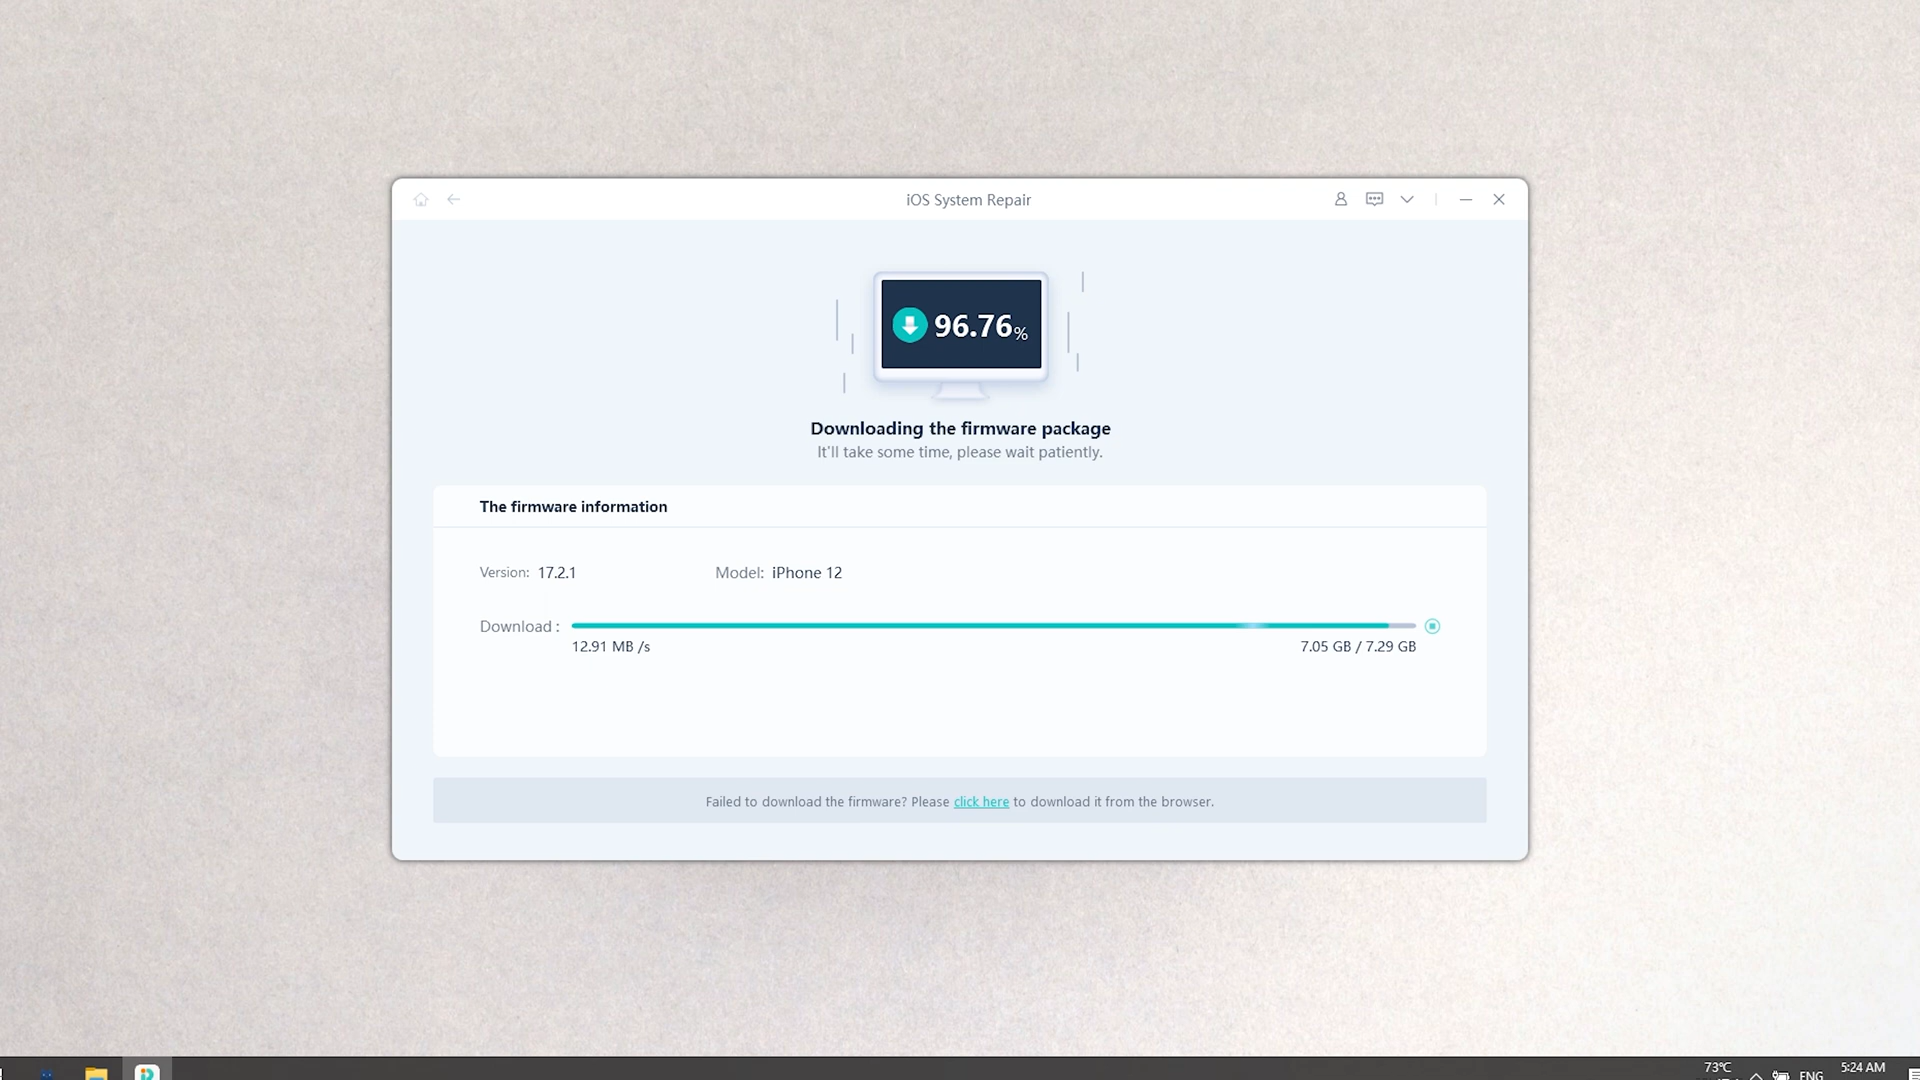 iOS System Repair
96.76%
Downloading the firmware package
It'll take some time, please wait patiently.
The firmware information
Version: 17.2.1 Model: iPhone 12
Download :
12.91 MB /s 7.05 GB / 7.29 GB
Failed to download the firmware? Please click here to download it from the browser.
73℃ ENG 5:24 AM